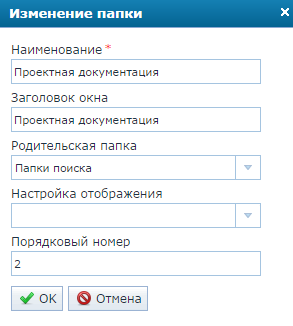 Изменение папки
Наименование *
Проектная документация
Заголовок окна
Проектная документация
Родительская папка
Папки поиска
Настройка отображения
Порядковый номер
2
OK Отмена